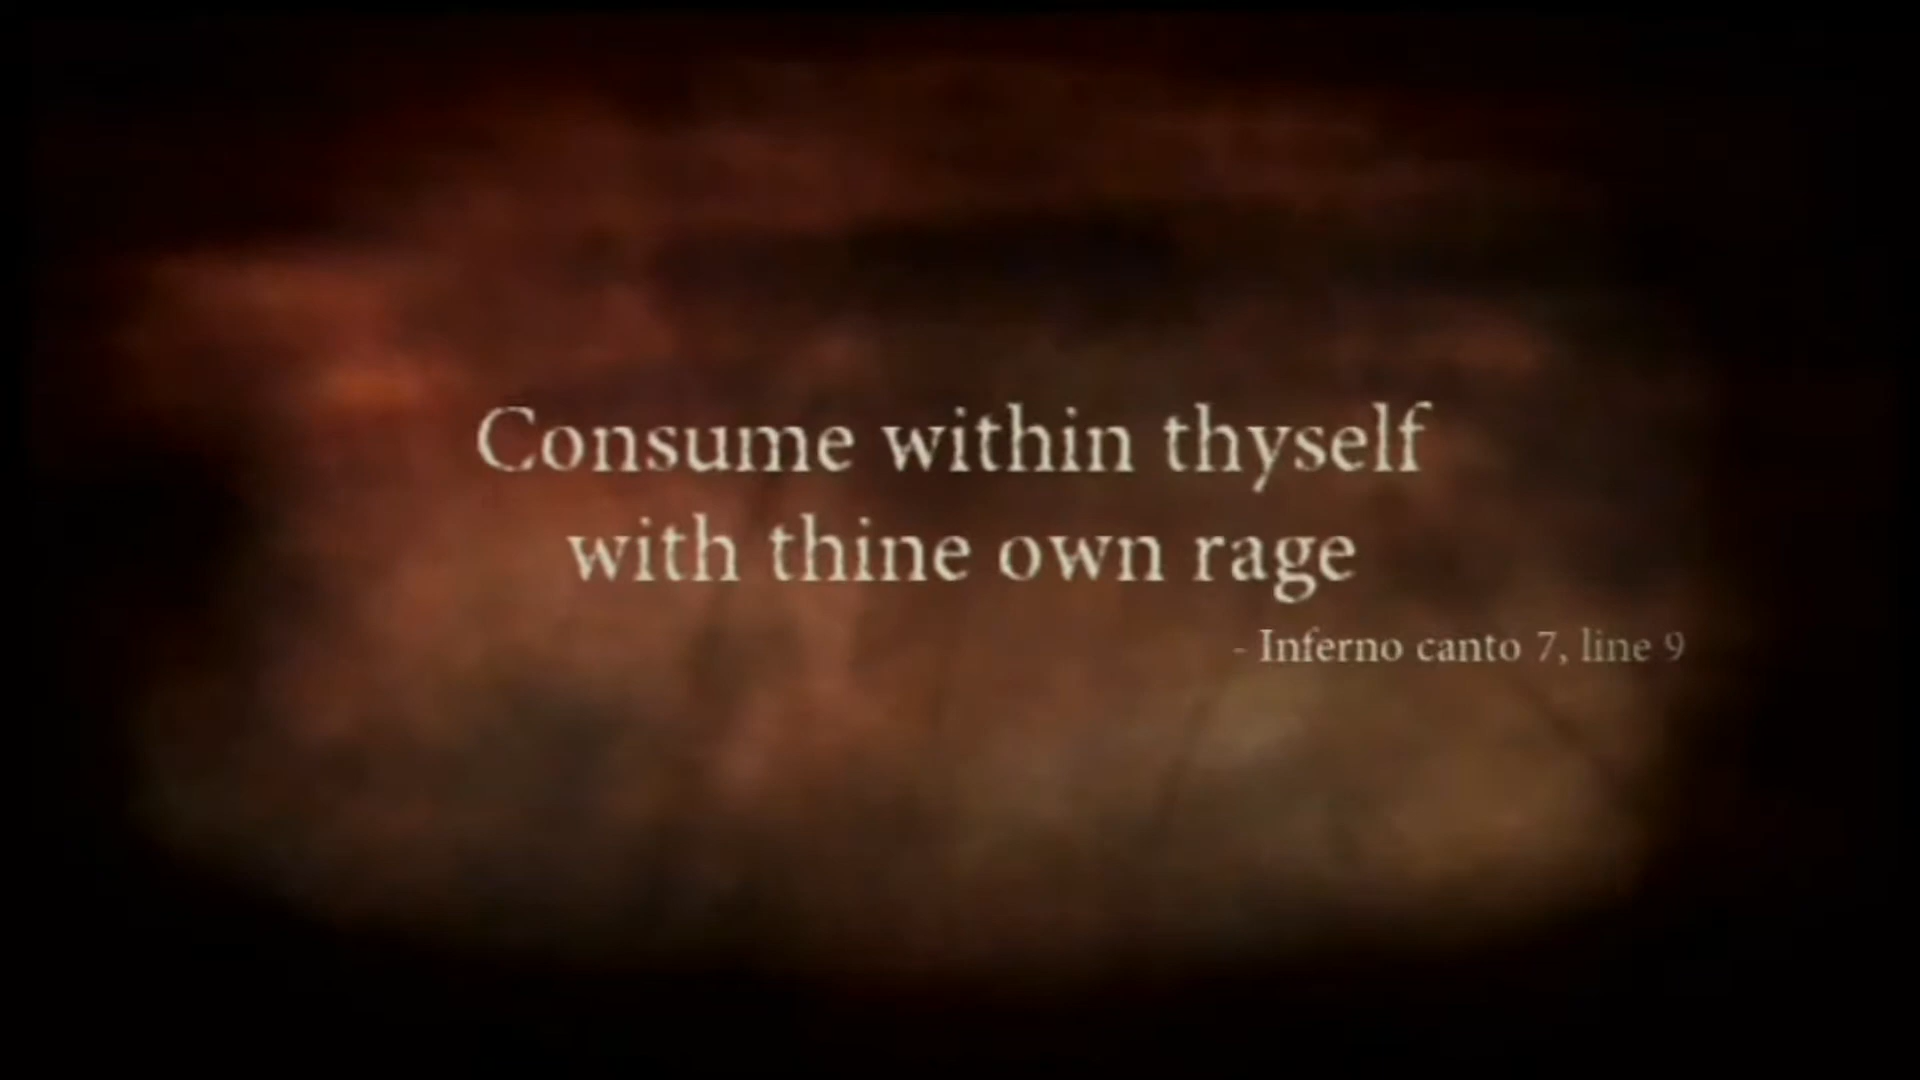 Consume within thyself
with thine own rage
- Inferno canto 7, line 9